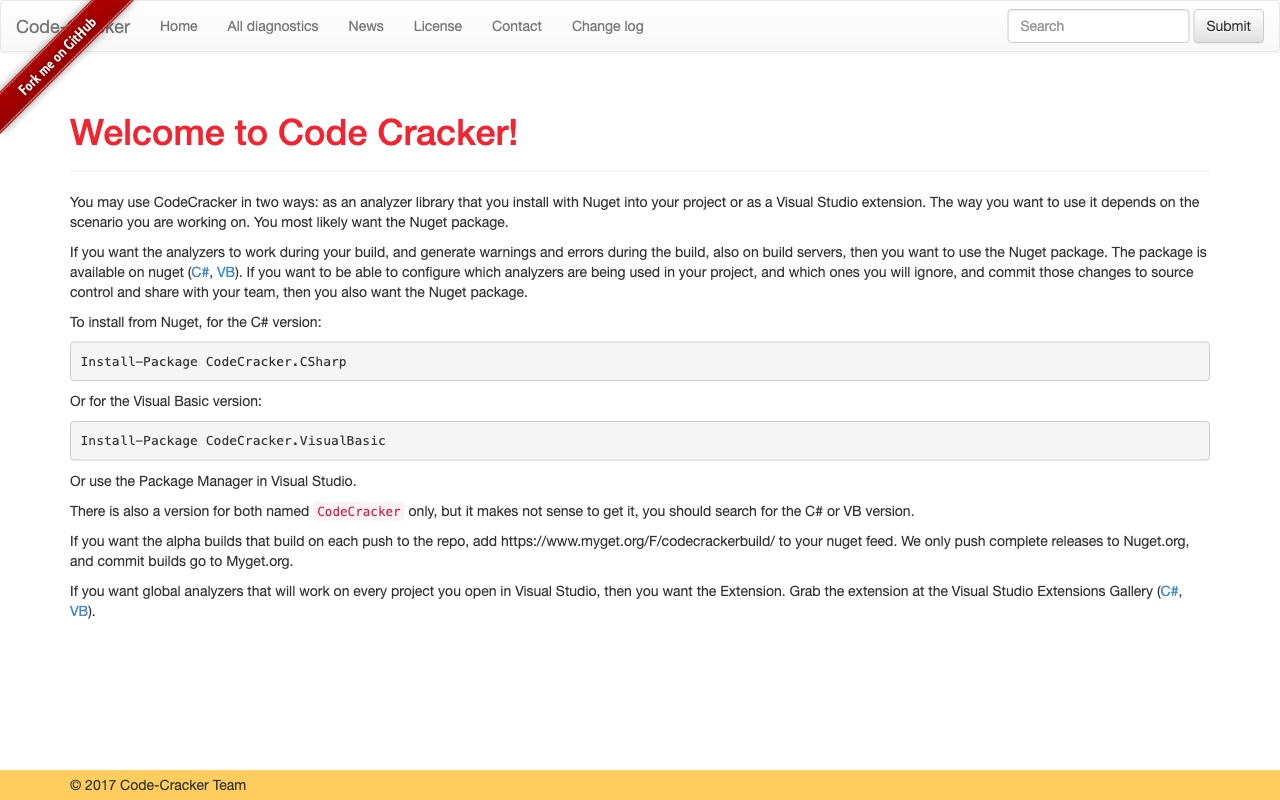 Code- ker Home All diagnostics News License Contact Change log Search Submit
Fork me on GitHub
Welcome to Code Cracker!
You may use CodeCracker in two ways: as an analyzer library that you install with Nuget into your project or as a Visual Studio extension. The way you want to use it depends on the
scenario you are working on. You most likely want the Nuget package.
If you want the analyzers to work during your build, and generate warnings and errors during the build, also on build servers, then you want to use the Nuget package. The package is
available on nuget (C#, VB). If you want to be able to configure which analyzers are being used in your project, and which ones you will ignore, and commit those changes to source
control and share with your team, then you also want the Nuget package.
To install from Nuget, for the C# version:
Install-Package CodeCracker.CSharp
Or for the Visual Basic version:
Install-Package CodeCracker.VisualBasic
Or use the Package Manager in Visual Studio.
There is also a version for both named CodeCracker only, but it makes not sense to get it, you should search for the C# or VB version.
If you want the alpha builds that build on each push to the repo, add https://www.myget.org/F/codecrackerbuild/ to your nuget feed. We only push complete releases to Nuget.org,
and commit builds go to Myget.org.
If you want global analyzers that will work on every project you open in Visual Studio, then you want the Extension. Grab the extension at the Visual Studio Extensions Gallery (C#,
VB).
© 2017 Code-Cracker Team